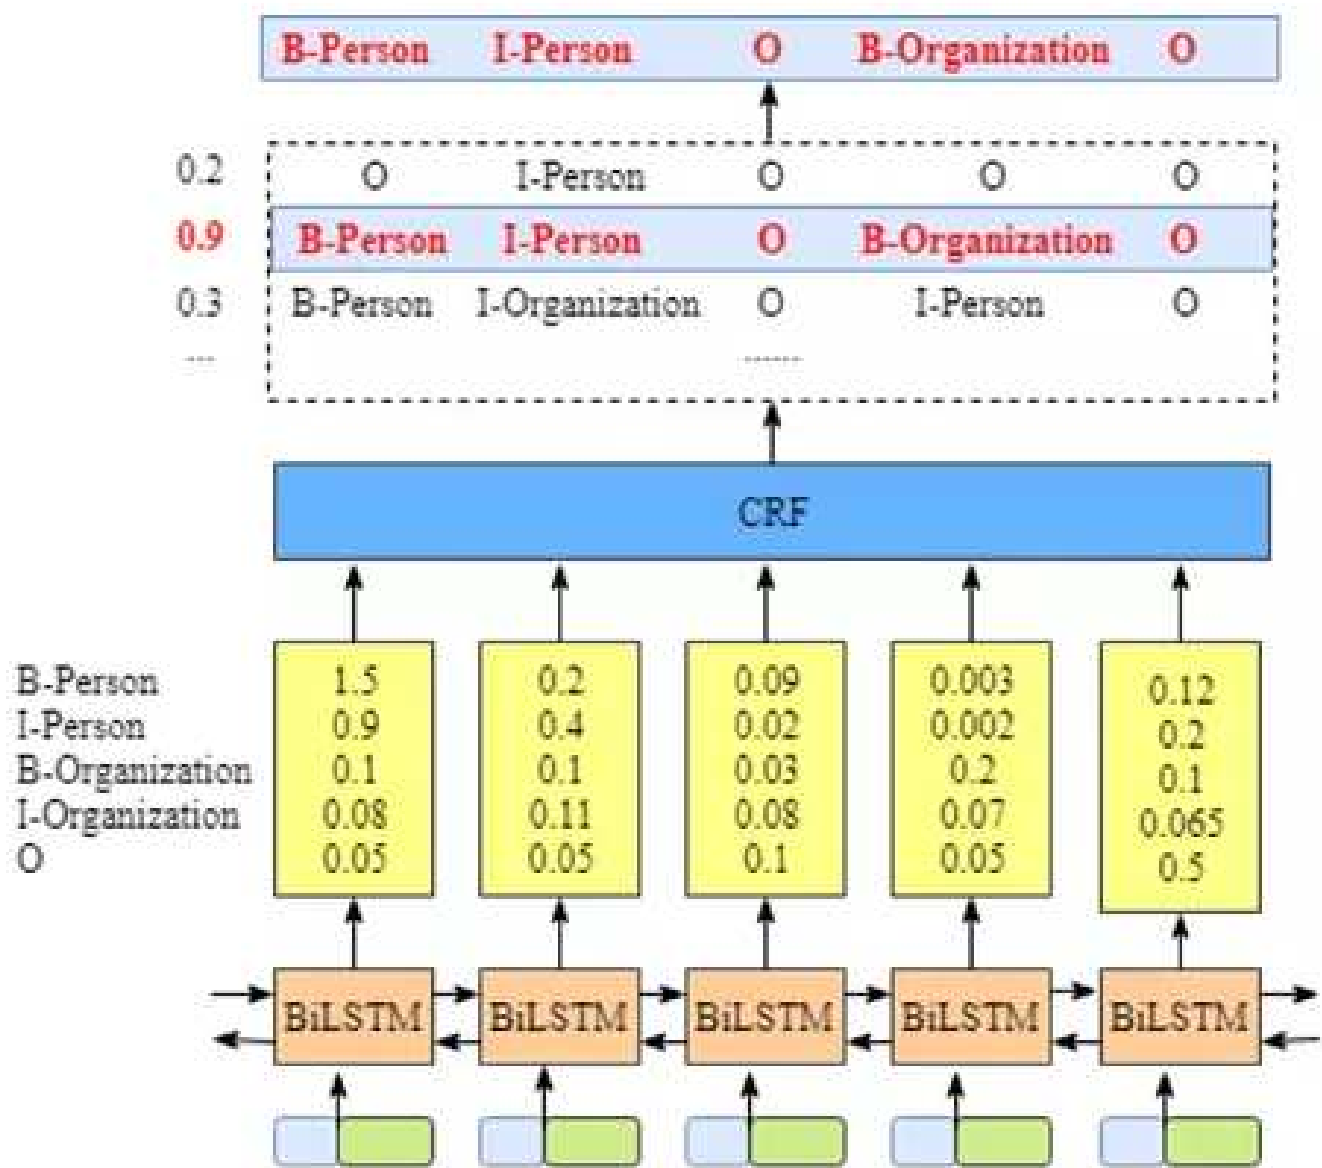 B-Person I-Person O B-Organization O
0.2 O I-Person O O O
0.9 B-Person I-Person O B-Organization O
0.3 B-Person I-Organization O I-Person O
... ......
CRF
B-Person 1.5 0.2 0.09 0.003 0.12
I-Person 0.9 0.4 0.02 0.002 0.2
B-Organization 0.1 0.1 0.03 0.2 0.1
I-Organization 0.08 0.11 0.08 0.07 0.065
O 0.05 0.05 0.1 0.05 0.5
BiLSTM BiLSTM BiLSTM BiLSTM BiLSTM